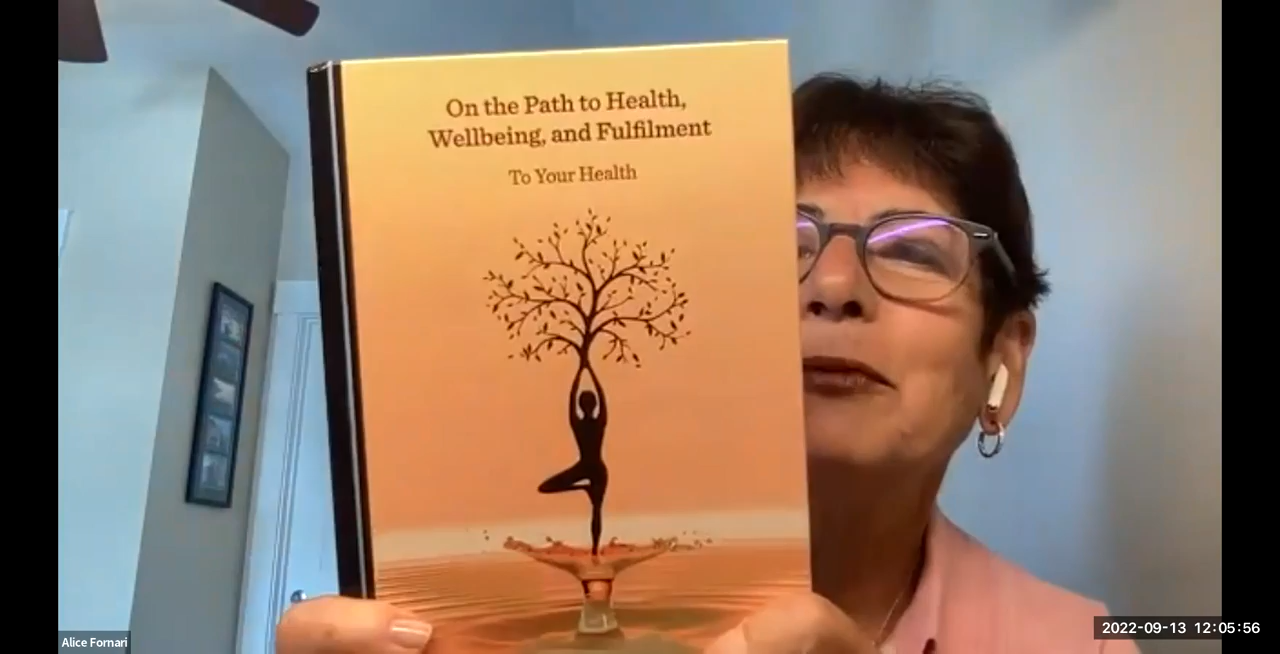 On the Path to Health,
Wellbeing, and Fulfilment
To Your Health
Alice Fornari
2022-09-13 12:05:56